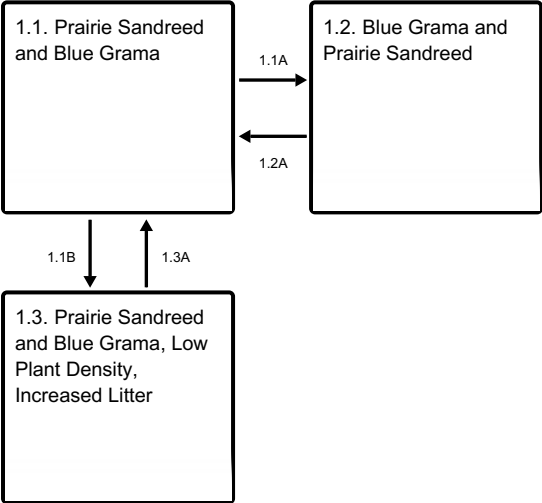 1.1. Prairie Sandreed
and Blue Grama
1.1A
1.2. Blue Grama and
Prairie Sandreed
1.2A
1.1B
1.3A
1.3. Prairie Sandreed
and Blue Grama, Low
Plant Density,
Increased Litter